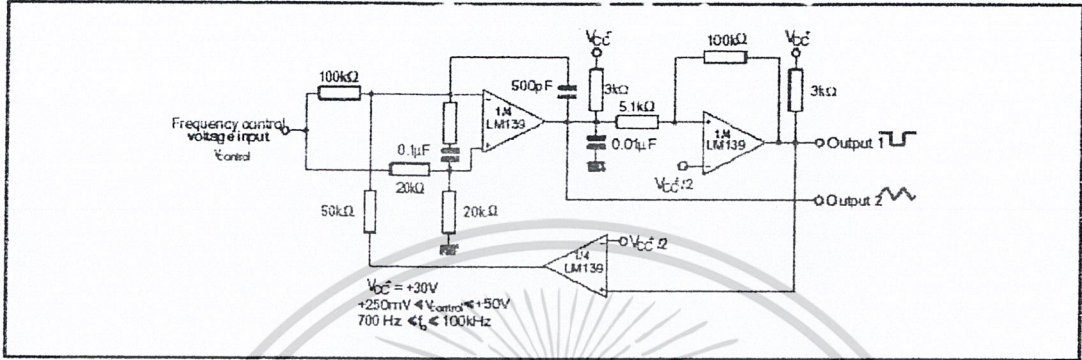 VCC+
100kΩ
VCC+
100kΩ
500pF
3kΩ
5.1kΩ
3kΩ
Frequency control
voltage input
Vcontrol
1/4
LM139
0.1μF
0.01μF
1/4
LM139
Output 1
20kΩ
VCC+/2
Output 2
50kΩ
20kΩ
VCC+/2
1/4
LM139
VCC+ = +30V
+250mV ≤ Vcontrol ≤ +50V
700 Hz ≤ fo ≤ 100kHz